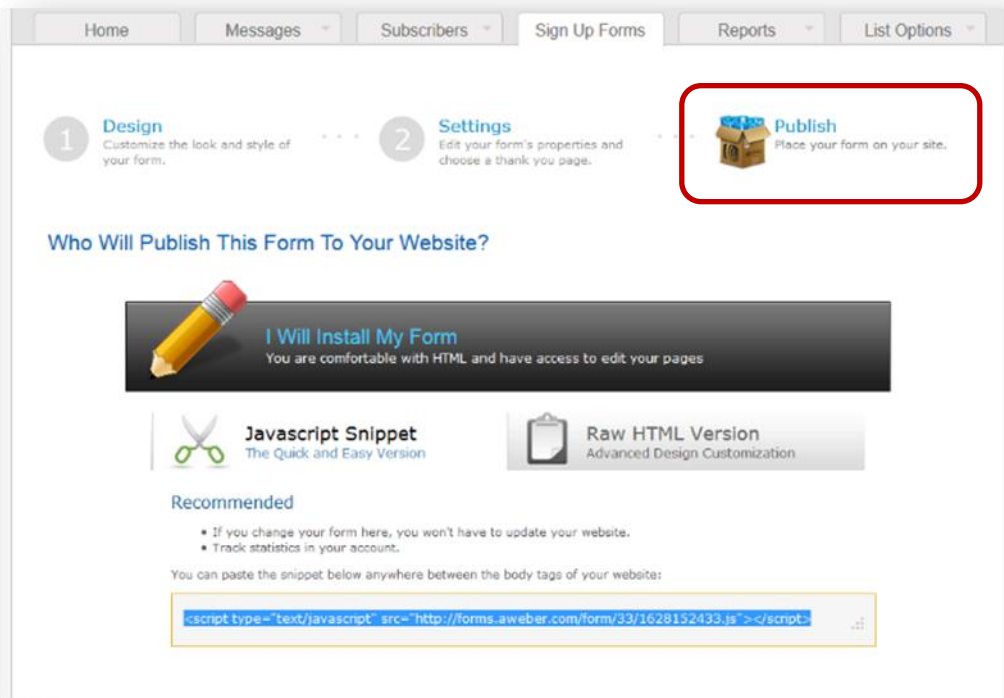 Home Messages Subscribers Sign Up Forms Reports List Options
1 Design
Customize the look and style of
your form.
2 Settings
Edit your form's properties and
choose a thank you page.
Publish
Place your form on your site.
Who Will Publish This Form To Your Website?
I Will Install My Form
You are comfortable with HTML and have access to edit your pages
Javascript Snippet
The Quick and Easy Version
Raw HTML Version
Advanced Design Customization
Recommended
• If you change your form here, you won't have to update your website.
• Track statistics in your account.
You can paste the snippet below anywhere between the body tags of your website:
<script type="text/javascript" src="http://forms.aweber.com/form/33/1628152433.js"></script>